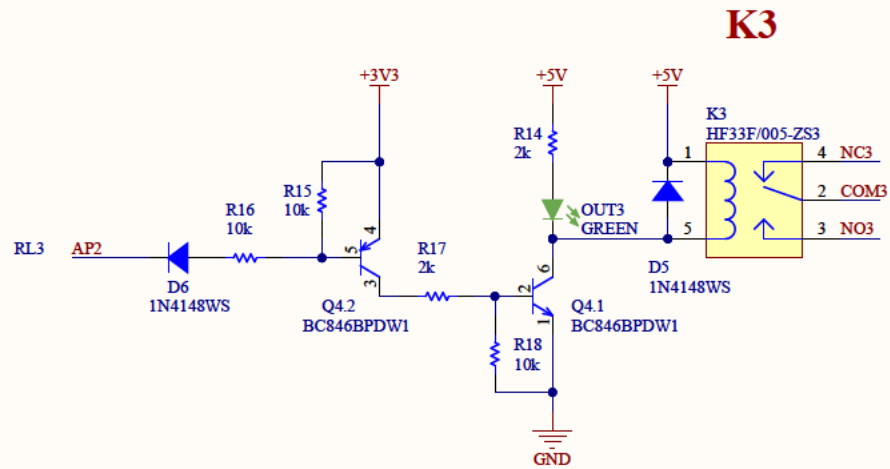 K3
+3V3
+5V
+5V
K3
HF33F/005-ZS3
R14
2k
1
4
NC3
R15
10k
2
COM3
R16
10k
OUT3
GREEN
5
3
NO3
4
RL3
AP2
5
R17
2k
6
D5
1N4148WS
D6
1N4148WS
3
2
Q4.2
BC846BPDW1
Q4.1
BC846BPDW1
1
R18
10k
GND